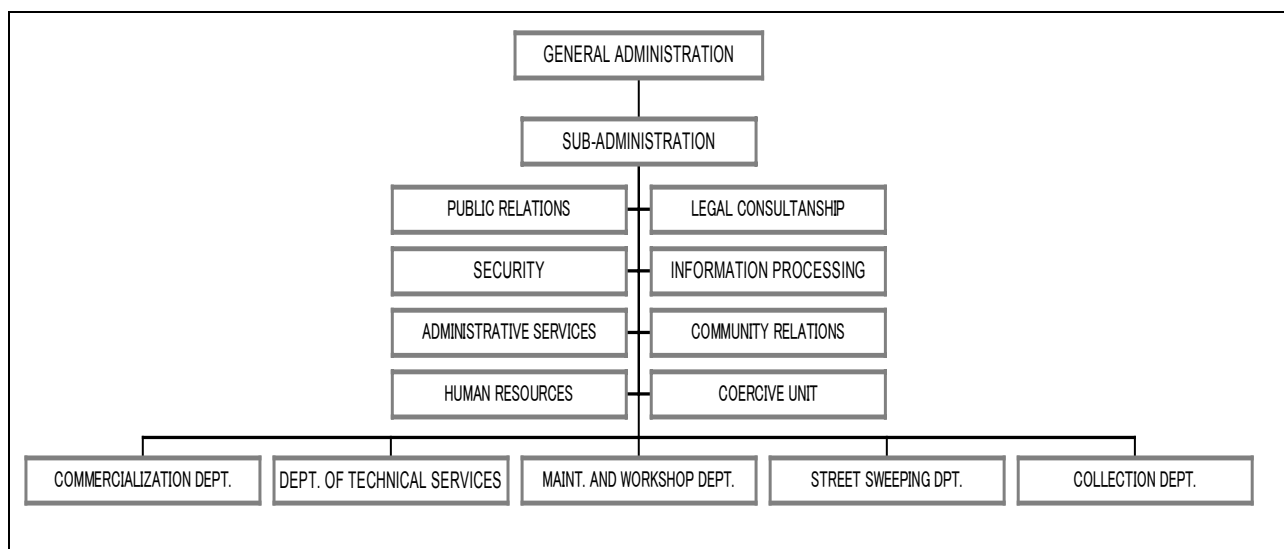 GENERAL ADMINISTRATION
SUB-ADMINISTRATION
PUBLIC RELATIONS
LEGAL CONSULTANSHIP
SECURITY
INFORMATION PROCESSING
ADMINISTRATIVE SERVICES
COMMUNITY RELATIONS
HUMAN RESOURCES
COERCIVE UNIT
COMMERCIALIZATION DEPT.
DEPT. OF TECHNICAL SERVICES
MAINT. AND WORKSHOP DEPT.
STREET SWEEPING DPT.
COLLECTION DEPT.